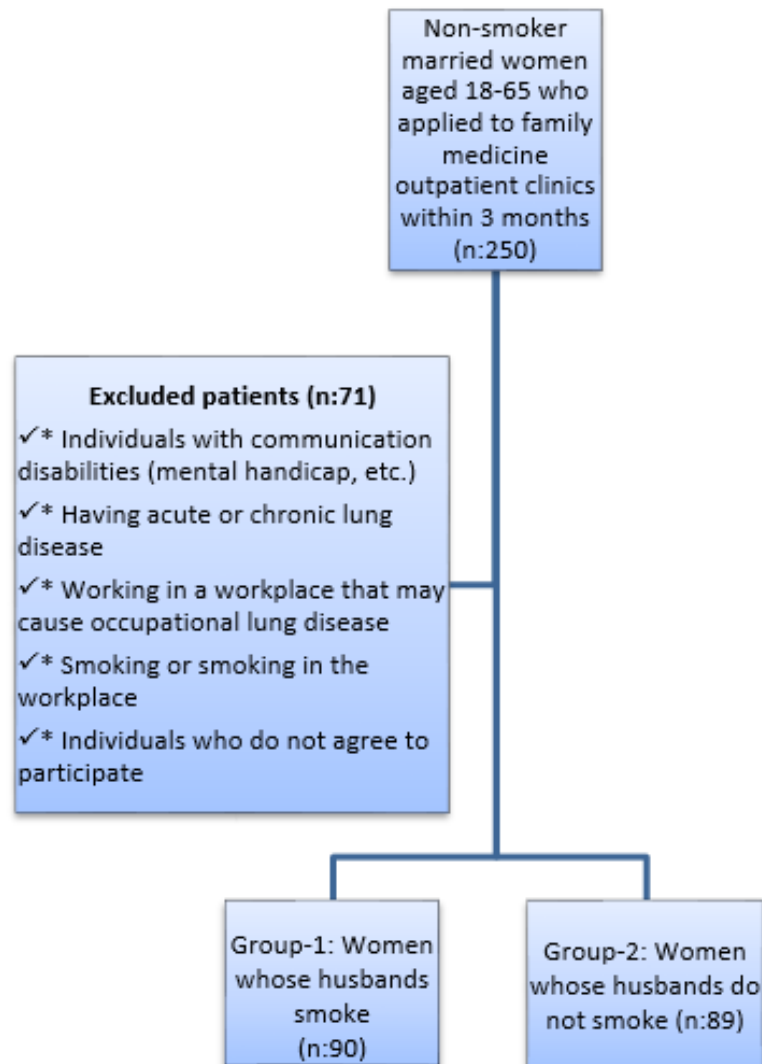 Non-smoker
married women
aged 18-65 who
applied to family
medicine
outpatient clinics
within 3 months
(n:250)
Excluded patients (n:71)
✓* Individuals with communication
disabilities (mental handicap, etc.)
✓* Having acute or chronic lung
disease
✓* Working in a workplace that may
cause occupational lung disease
✓* Smoking or smoking in the
workplace
✓* Individuals who do not agree to
participate
Group-1: Women
whose husbands
smoke
(n:90)
Group-2: Women
whose husbands do
not smoke (n:89)